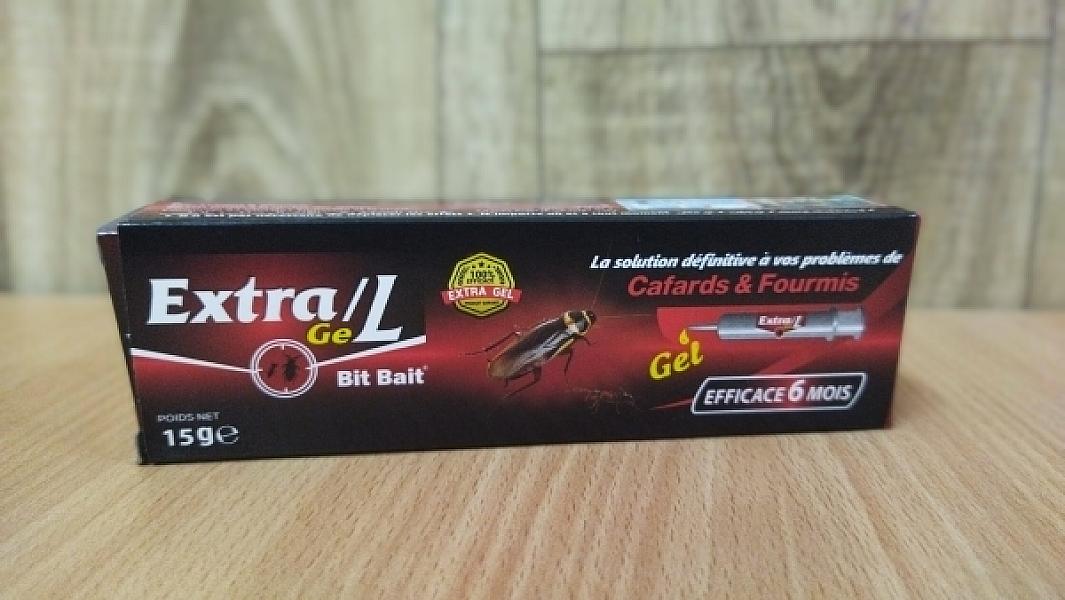 Extra/L
Gel
Bit Bait
POIDS NET
15g℮
100%
EXTRA GEL
La solution définitive à vos problèmes de
Cafards & Fourmis
Extra/L
Gel
EFFICACE 6 MOIS